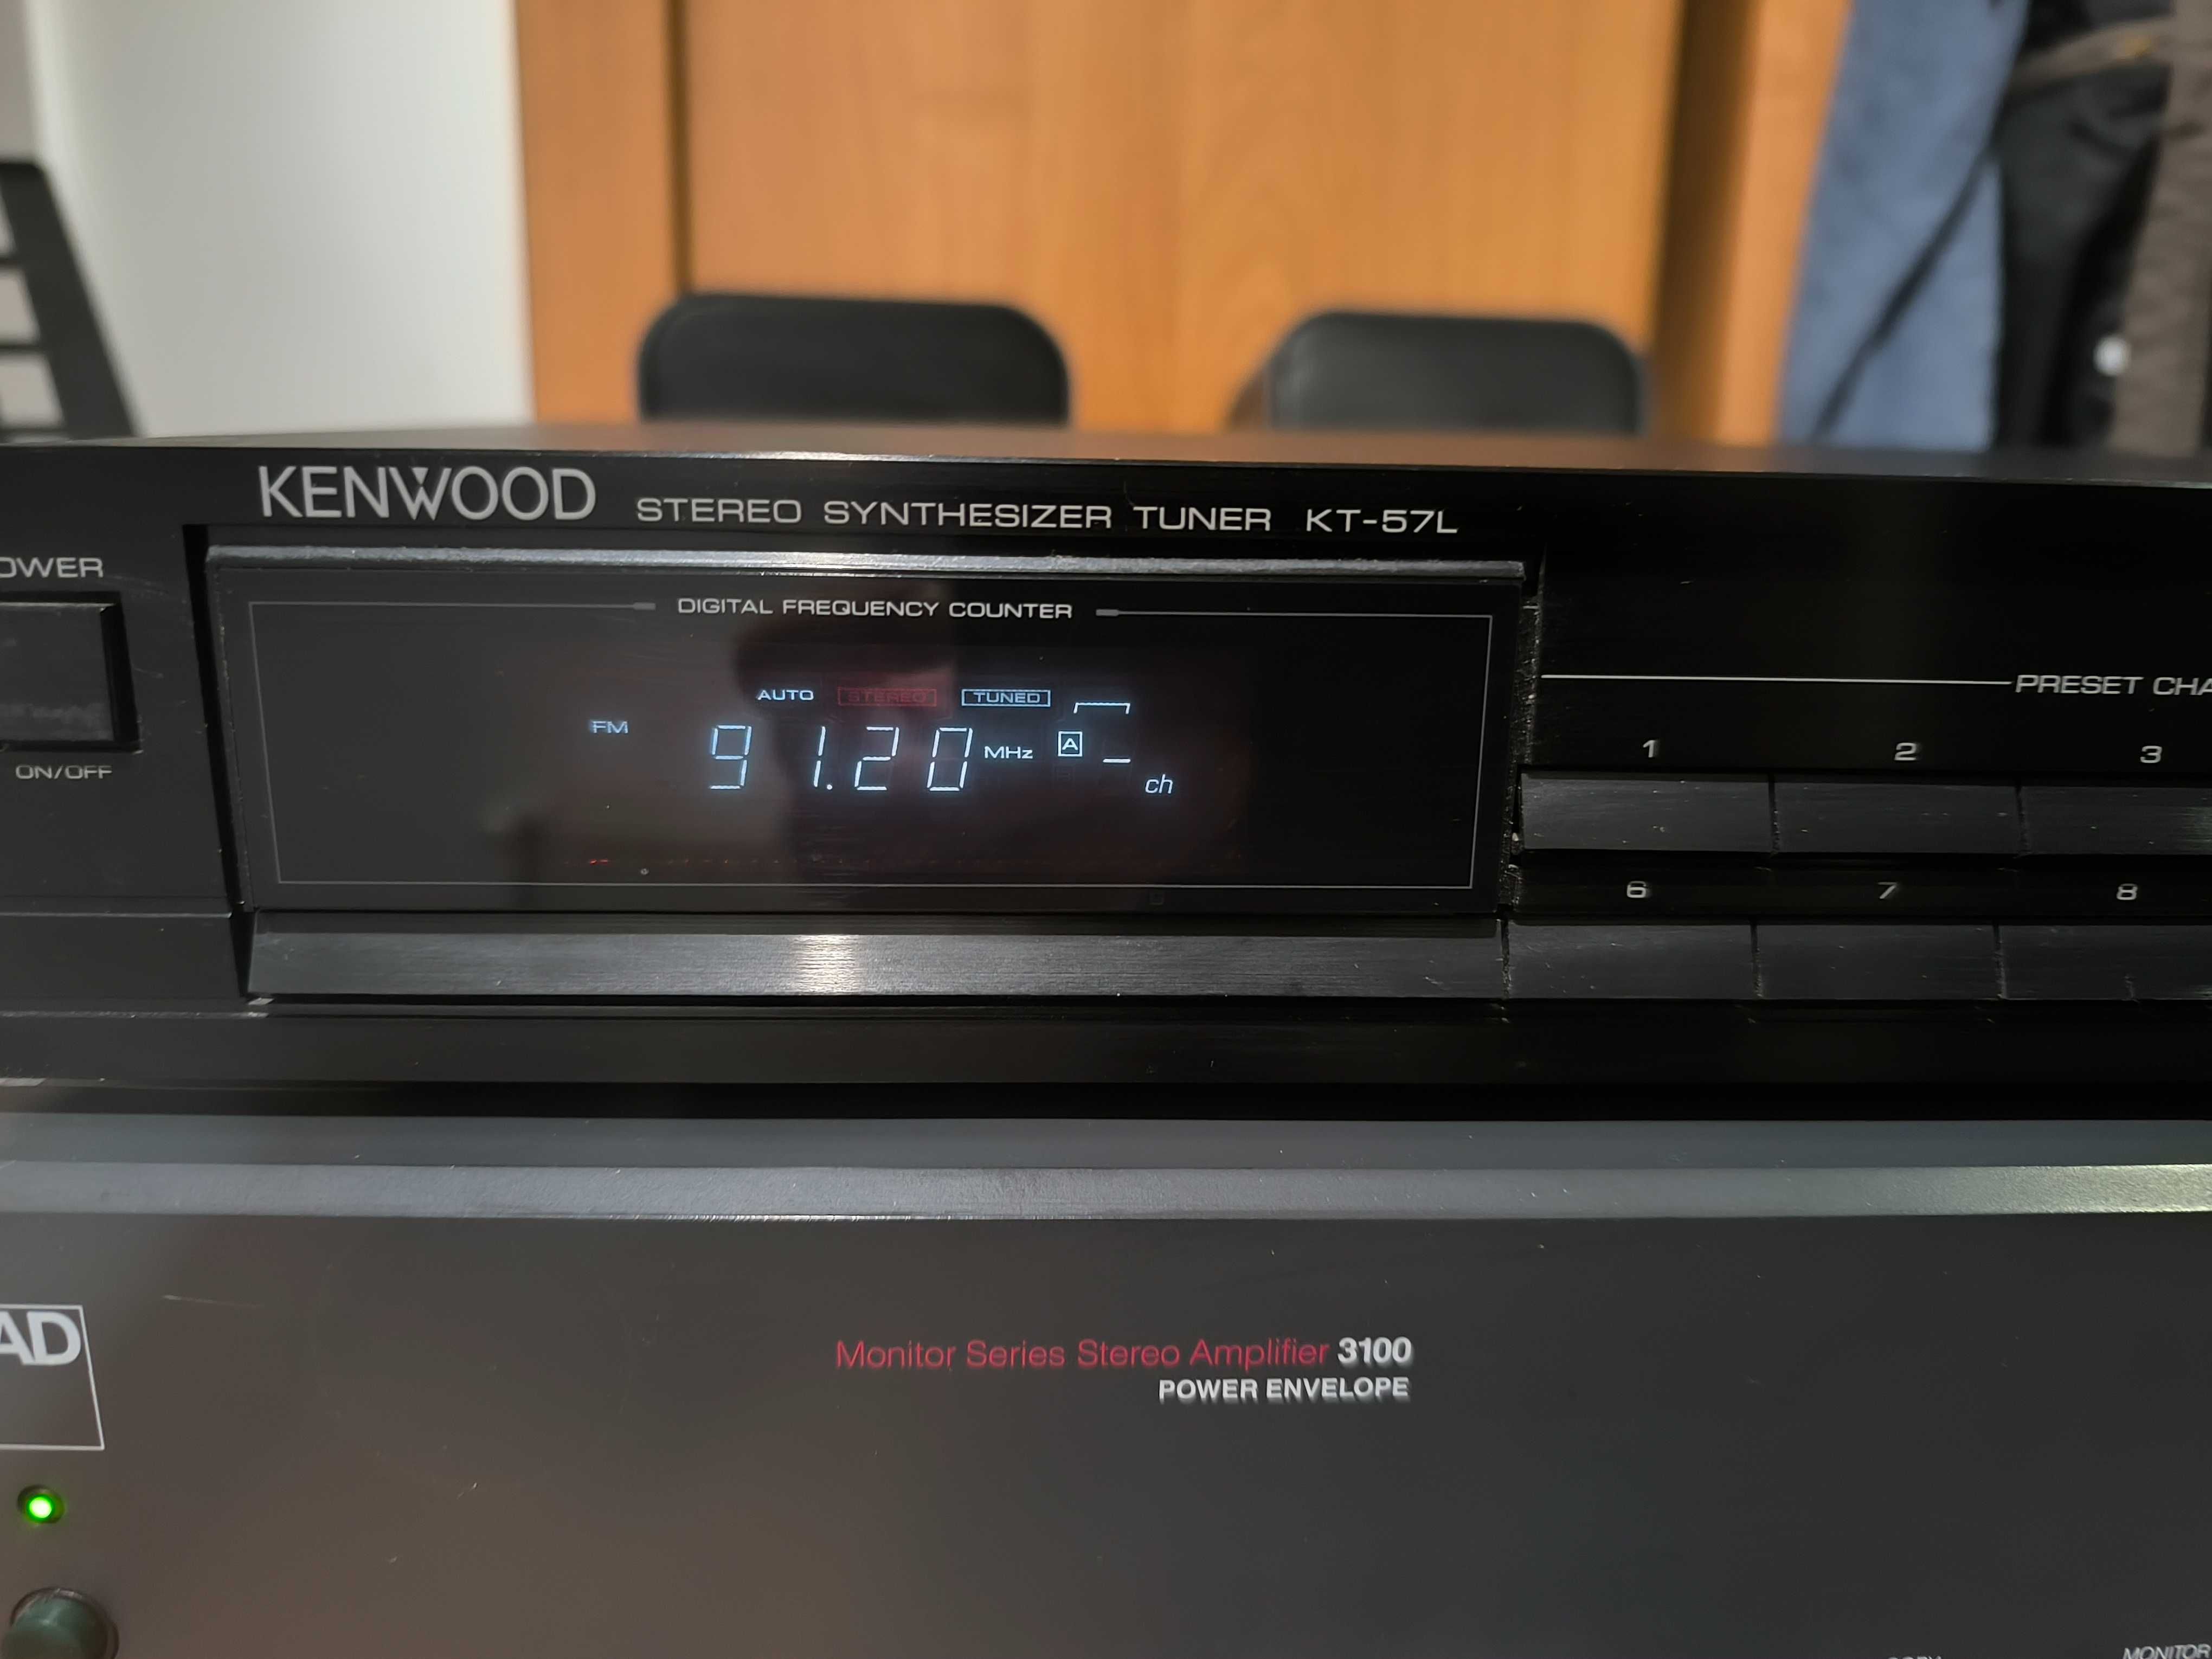 KENWOOD STEREO SYNTHESIZER TUNER KT-57L
OWER
ON/OFF
DIGITAL FREQUENCY COUNTER
AUTO STEREO TUNED
FM 91.20 MHz A - ch
PRESET CHA
1 2 3
6 7 8
AD
Monitor Series Stereo Amplifier 3100
POWER ENVELOPE
MONITOR